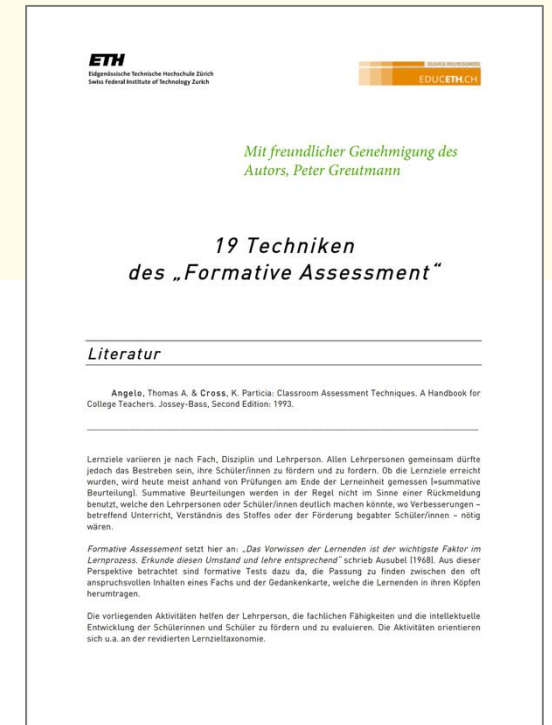 ETH
Eidgenössische Technische Hochschule Zürich
Swiss Federal Institute of Technology Zurich
EDUCETH.CH
Mit freundlicher Genehmigung des
Autors, Peter Greutmann
19 Techniken
des „Formative Assessment“
Literatur
Angelo, Thomas A. & Cross, K. Particia: Classroom Assessment Techniques. A Handbook for
College Teachers. Jossey-Bass, Second Edition: 1993.
Lernziele variieren je nach Fach, Disziplin und Lehrperson. Allen Lehrpersonen gemeinsam dürfte
jedoch das Bestreben sein, ihre Schüler/innen zu fördern und zu fordern. Ob die Lernziele erreicht
wurden, wird heute meist anhand von Prüfungen am Ende der Lerneinheit gemessen (=summative
Beurteilung). Summative Beurteilungen werden in der Regel nicht im Sinne einer Rückmeldung
benutzt, welche den Lehrpersonen oder Schüler/innen deutlich machen könnte, wo Verbesserungen –
betreffend Unterricht, Verständnis des Stoffes oder der Förderung begabter Schüler/innen – nötig
wären.
Formative Assessment setzt hier an: „Das Vorwissen der Lernenden ist der wichtigste Faktor im
Lernprozess. Erkunde diesen Umstand und lehre entsprechend“ schrieb Ausubel (1968). Aus dieser
Perspektive betrachtet sind formative Tests dazu da, die Passung zu finden zwischen den oft
anspruchsvollen Inhalten eines Fachs und der Gedankenkarte, welche die Lernenden in ihren Köpfen
herumtragen.
Die vorliegenden Aktivitäten helfen der Lehrperson, die fachlichen Fähigkeiten und die intellektuelle
Entwicklung der Schülerinnen und Schüler zu fördern und zu evaluieren. Die Aktivitäten orientieren
sich u.a. an der revidierten Lernzieltaxonomie.